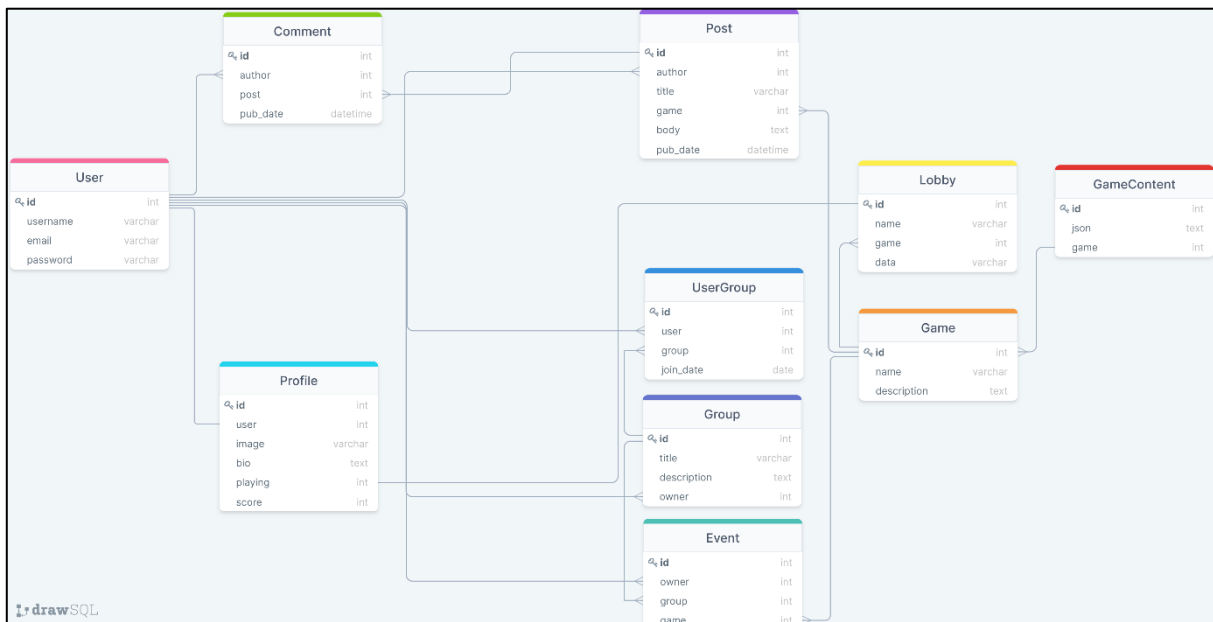 Comment
id int
author int
post int
pub_date datetime
Post
id int
author int
title varchar
game int
body text
pub_date datetime
User
id int
username varchar
email varchar
password varchar
Lobby
id int
name varchar
game int
data varchar
GameContent
id int
json text
game int
UserGroup
id int
user int
group int
join_date date
Game
id int
name varchar
description text
Profile
id int
user int
image varchar
bio text
playing int
score int
Group
id int
title varchar
description text
owner int
Event
id int
owner int
group int
game int
drawSQL